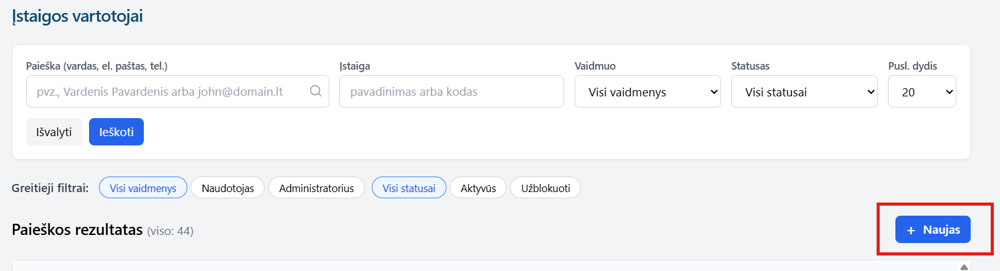 Įstaigos vartotojai
Paieška (vardas, el. paštas, tel.) Įstaiga Vaidmuo Statusas Pusl. dydis
pvz., Vardenis Pavardenis arba john@domain.lt pavadinimas arba kodas Visi vaidmenys Visi statusai 20
Išvalyti Ieškoti
Greitieji filtrai: Visi vaidmenys Naudotojas Administratorius Visi statusai Aktyvūs Užblokuoti
Paieškos rezultatas (viso: 44) + Naujas